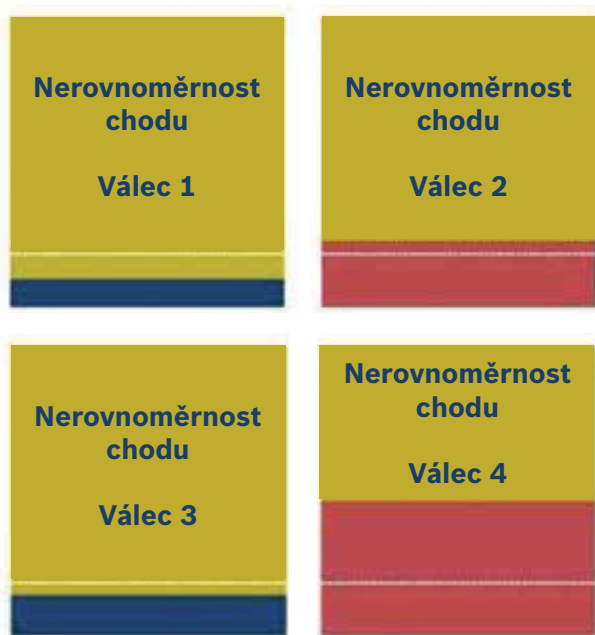 Nerovnoměrnost
chodu
Válec 1
Nerovnoměrnost
chodu
Válec 2
Nerovnoměrnost
chodu
Válec 3
Nerovnoměrnost
chodu
Válec 4